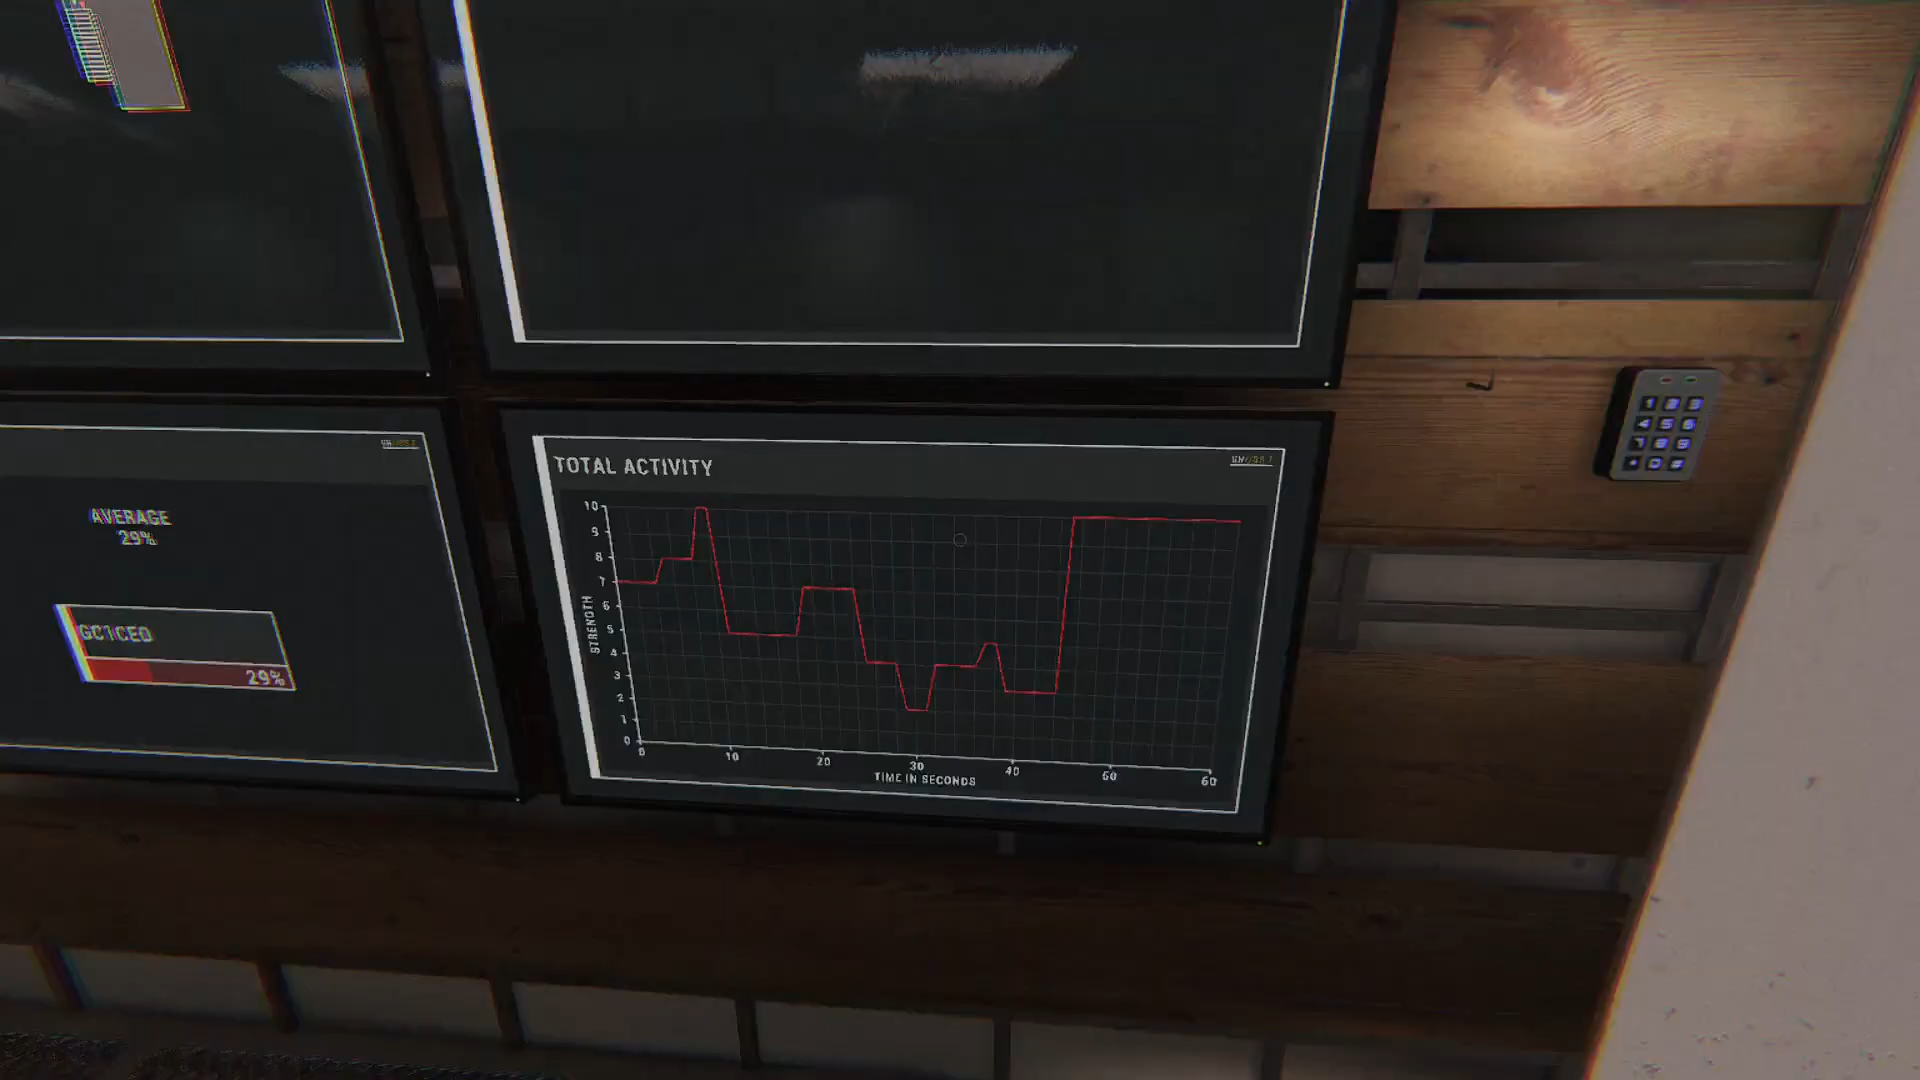 AVERAGE
29%
GC1CEO
29%
TOTAL ACTIVITY
10
9
8
7
6
5
4
3
2
1
0
STRENGTH
0 10 20 30 40 50 60
TIME IN SECONDS
1 2 3
4 5 6
7 8 9
* 0 #